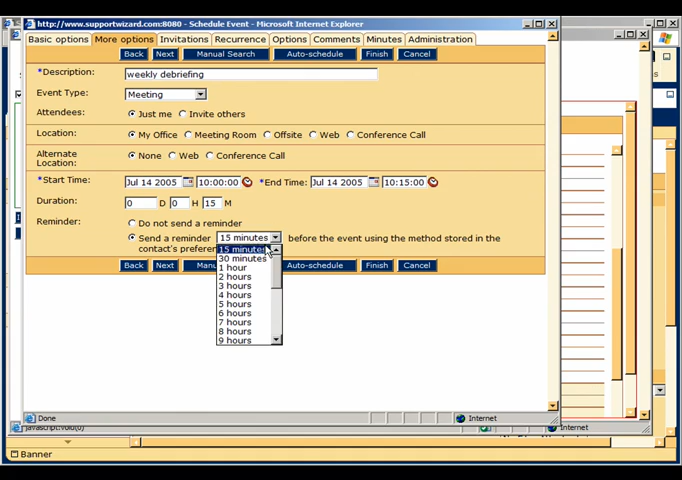 http://www.supportwizard.com:8080 - Schedule Event - Microsoft Internet Explorer
Basic options More options Invitations Recurrence Options Comments Minutes Administration
Back Next Manual Search Auto-schedule Finish Cancel
*Description: weekly debriefing
Event Type: Meeting
Attendees: Just me Invite others
Location: My Office Meeting Room Offsite Web Conference Call
Alternate Location: None Web Conference Call
*Start Time: Jul 14 2005 10:00:00 *End Time: Jul 14 2005 10:15:00
Duration: 0 D 0 H 15 M
Reminder: Do not send a reminder
Send a reminder 15 minutes before the event using the method stored in the
contact's
15 minutes
30 minutes
1 hour
2 hours
3 hours
4 hours
5 hours
6 hours
7 hours
8 hours
9 hours
Back Next Auto-schedule Finish Cancel
Done Internet
Internet
Banner